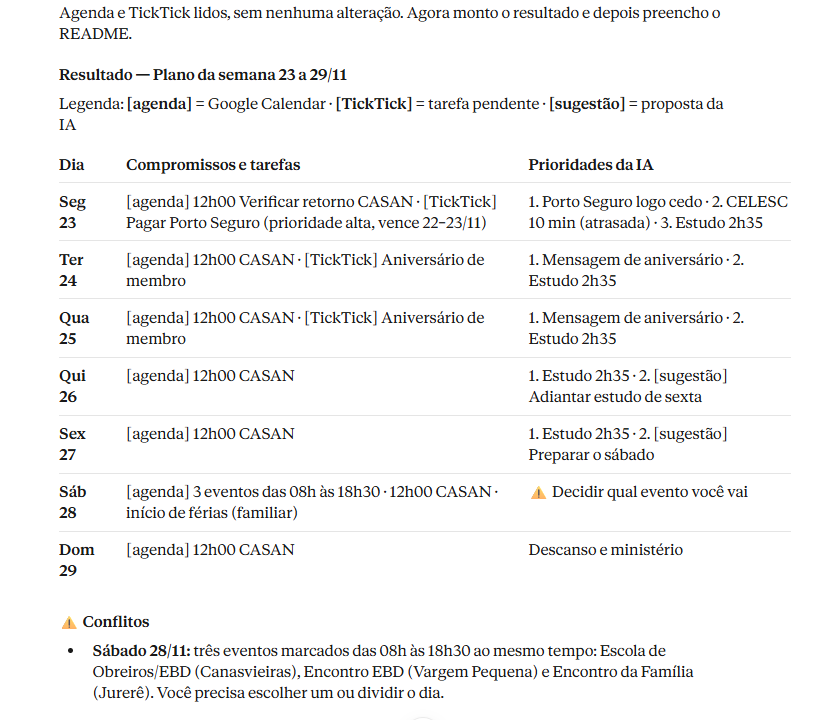 Agenda e TickTick lidos, sem nenhuma alteração. Agora monto o resultado e depois preencho o
README.
Resultado — Plano da semana 23 a 29/11
Legenda: [agenda] = Google Calendar · [TickTick] = tarefa pendente · [sugestão] = proposta da
IA
Dia Compromissos e tarefas Prioridades da IA
Seg [agenda] 12h00 Verificar retorno CASAN · [TickTick] 1. Porto Seguro logo cedo · 2. CELESC
23 Pagar Porto Seguro (prioridade alta, vence 22–23/11) 10 min (atrasada) · 3. Estudo 2h35
Ter [agenda] 12h00 CASAN · [TickTick] Aniversário de 1. Mensagem de aniversário · 2.
24 membro Estudo 2h35
Qua [agenda] 12h00 CASAN · [TickTick] Aniversário de 1. Mensagem de aniversário · 2.
25 membro Estudo 2h35
Qui [agenda] 12h00 CASAN 1. Estudo 2h35 · 2. [sugestão]
26 Adiantar estudo de sexta
Sex [agenda] 12h00 CASAN 1. Estudo 2h35 · 2. [sugestão]
27 Preparar o sábado
Sáb [agenda] 3 eventos das 08h às 18h30 · 12h00 CASAN · ⚠️ Decidir qual evento você vai
28 início de férias (familiar)
Dom [agenda] 12h00 CASAN Descanso e ministério
29
⚠️ Conflitos
• Sábado 28/11: três eventos marcados das 08h às 18h30 ao mesmo tempo: Escola de
Obreiros/EBD (Canasvieiras), Encontro EBD (Vargem Pequena) e Encontro da Família
(Jurerê). Você precisa escolher um ou dividir o dia.